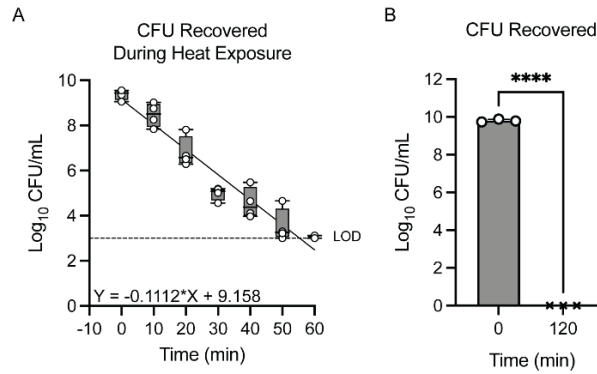 A
CFU Recovered
During Heat Exposure
Log10 CFU/mL
10
8
6
4
2
0
LOD
Y = -0.1112*X + 9.158
-10 0 10 20 30 40 50 60
Time (min)
B
CFU Recovered
****
Log10 CFU/mL
12
10
8
6
4
2
0
0 120
Time (min)